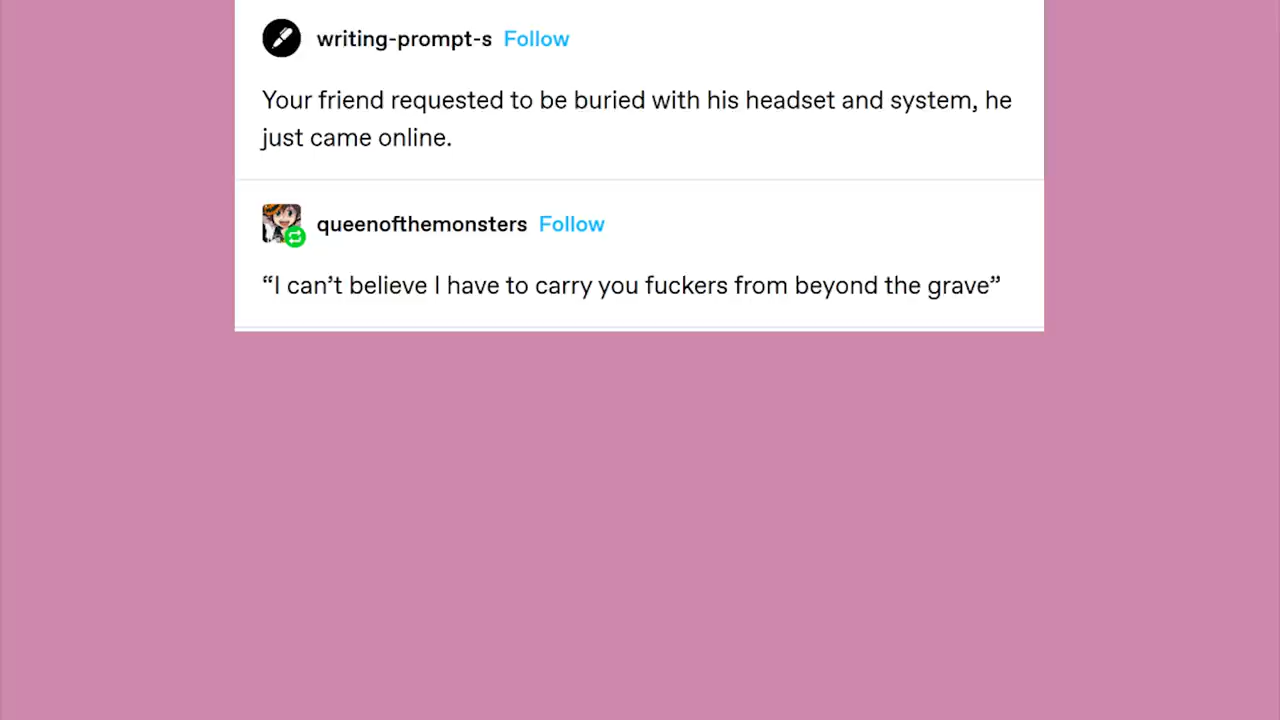 writing-prompt-s Follow
Your friend requested to be buried with his headset and system, he
just came online.
queenofthemonsters Follow
“I can’t believe I have to carry you fuckers from beyond the grave”